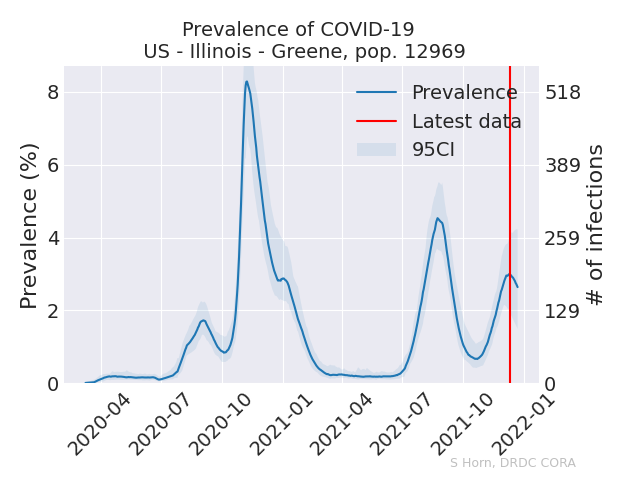 Prevalence of COVID-19
US - Illinois - Greene, pop. 12969
Prevalence (%)
8
6
4
2
0
Prevalence
Latest data
95CI
518
389
259
129
0
# of infections
2020-04
2020-07
2020-10
2021-01
2021-04
2021-07
2021-10
2022-01
S Horn, DRDC CORA